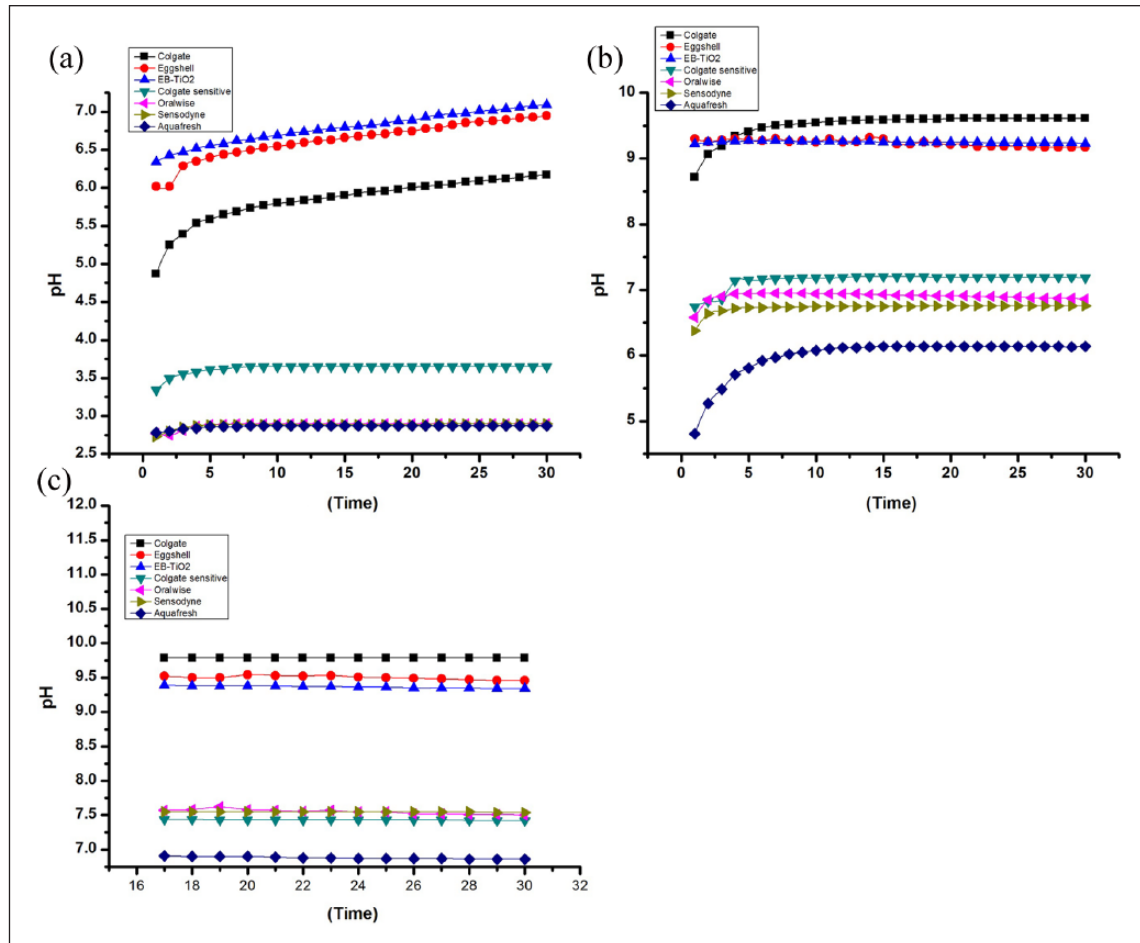 (a)
Colgate
Eggshell
EB-TiO2
Colgate sensitive
Oralwise
Sensodyne
Aquafresh
7.0
6.5
6.0
5.5
5.0
4.5
4.0
3.5
3.0
2.5
pH
0 5 10 15 20 25 30
(Time)
(b)
Colgate
Eggshell
EB-TiO2
Colgate sensitive
Oralwise
Sensodyne
Aquafresh
10
9
8
7
6
5
pH
0 5 10 15 20 25 30
(Time)
(c)
Colgate
Eggshell
EB-TiO2
Colgate sensitive
Oralwise
Sensodyne
Aquafresh
12.0
11.5
11.0
10.5
10.0
9.5
9.0
8.5
8.0
7.5
7.0
pH
16 18 20 22 24 26 28 30 32
(Time)